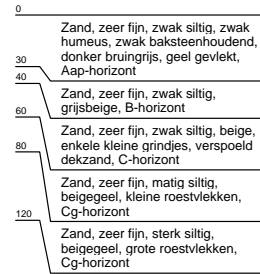 0
Zand, zeer fijn, zwak siltig, zwak
humeus, zwak baksteenhoudend,
donker bruingrijs, geel gevlekt,
Aap-horizont
30
Zand, zeer fijn, zwak siltig,
grijsbeige, B-horizont
40
Zand, zeer fijn, zwak siltig, beige,
enkele kleine grindjes, verspoeld
dekzand, C-horizont
60
Zand, zeer fijn, matig siltig,
beigegeel, kleine roestvlekken,
Cg-horizont
80
Zand, zeer fijn, sterk siltig,
beigegeel, grote roestvlekken,
Cg-horizont
120